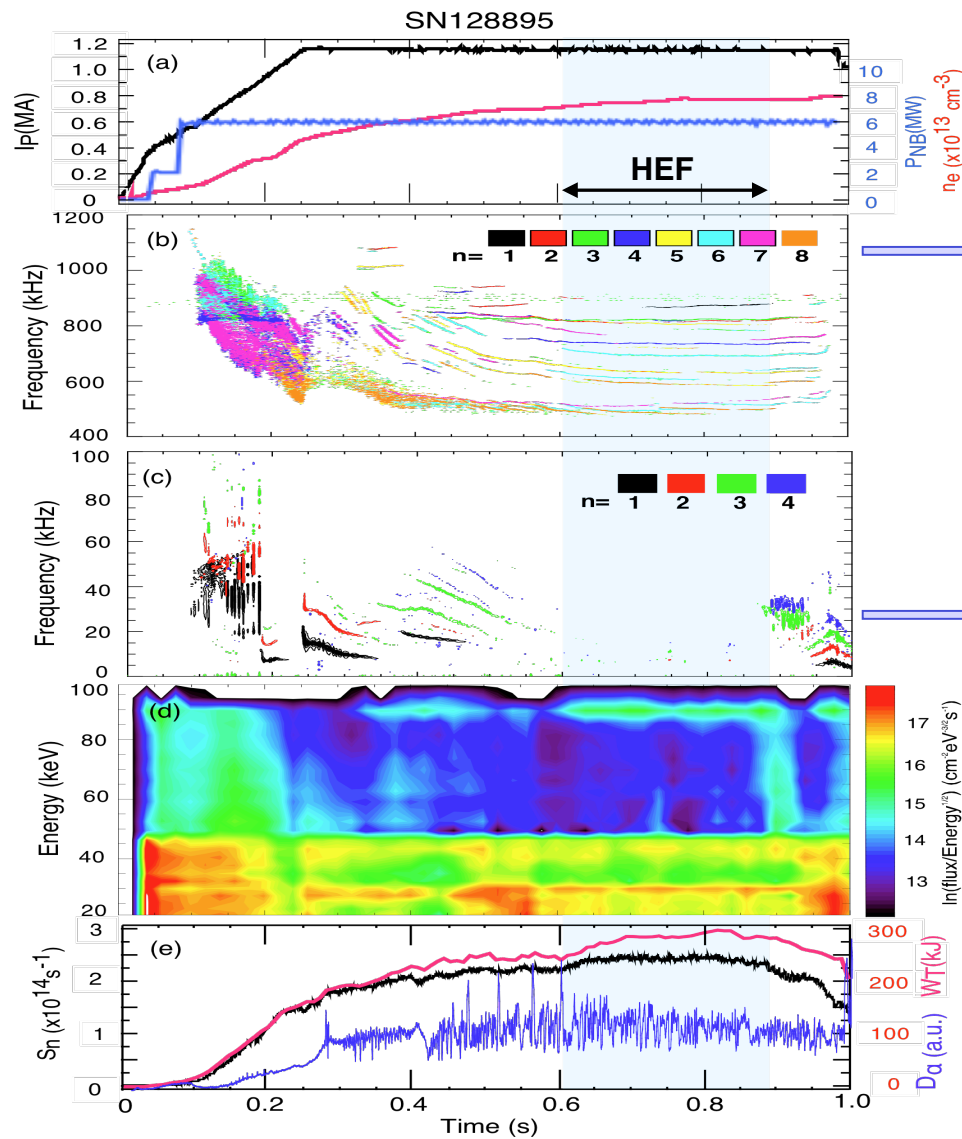 SN128895
(a)
IP(MA)
1.2
1.0
0.8
0.6
0.4
0.2
0
HEF
10
8
6
4
2
0
PNB(MW)
ne (x10¹³ cm⁻³)
(b)
Frequency (kHz)
1200
1000
800
600
400
n= 1 2 3 4 5 6 7 8
(c)
Frequency (kHz)
100
80
60
40
20
0
n= 1 2 3 4
(d)
Energy (keV)
100
80
60
40
20
17
16
15
14
13
ln(flux/Energy^1/2) (cm⁻²eV⁻³/²s⁻¹)
(e)
Sn (x10¹⁴s-1)
3
2
1
0
300
200
100
0
WT(kJ)
Dα (a.u.)
0 0.2 0.4 0.6 0.8 1.0
Time (s)